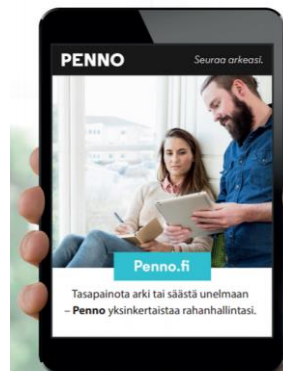 PENNO
Seuraa arkeasi.
Penno.fi
Tasapainota arki tai säästä unelmaan
– Penno yksinkertaistaa rahanhallintasi.